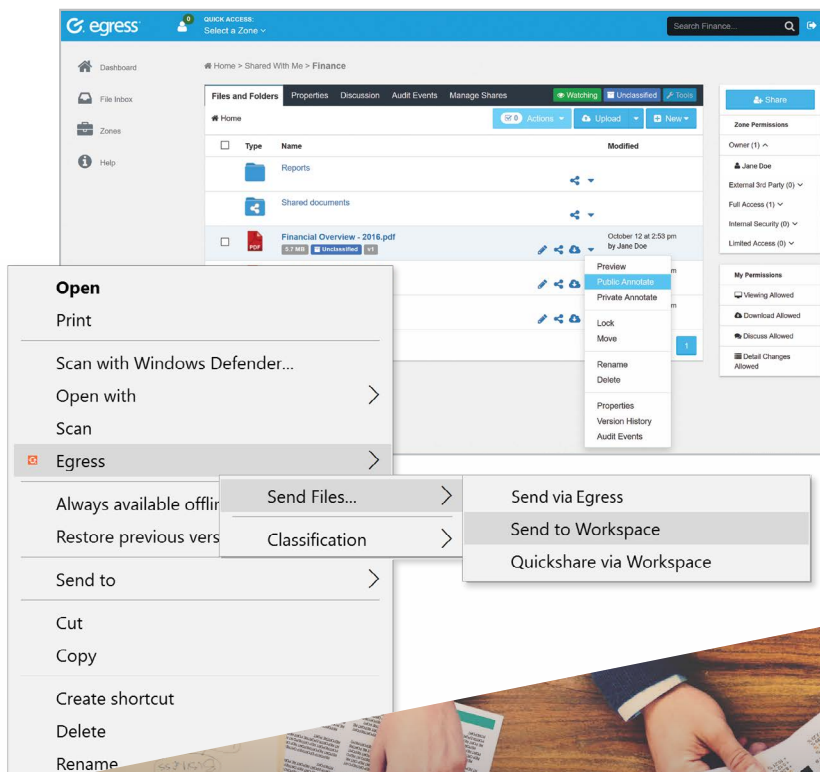 egress
0
QUICK ACCESS:
Select a Zone
Search Finance...
Dashboard
File Inbox
Zones
Help
Home > Shared With Me > Finance
Files and Folders Properties Discussion Audit Events Manage Shares Watching Unclassified Tools
Home 0 Actions Upload New
Type Name Modified
Reports
Shared documents
Financial Overview - 2016.pdf
PDF 0.7 MB Unclassified v1
October 12 at 2:53 pm
by Jane Doe
Preview
Public Annotate
Private Annotate
Lock
Move
Rename
Delete
Properties
Version History
Audit Events
1
Share
Zone Permissions
Owner (1)
Jane Doe
External 3rd Party (0)
Full Access (1)
Internal Security (0)
Limited Access (0)
My Permissions
Viewing Allowed
Download Allowed
Discuss Allowed
Detail Changes
Allowed
Open
Print
Scan with Windows Defender...
Open with
Scan
Egress
Always available offlin
Restore previous vers
Send to
Cut
Copy
Create shortcut
Delete
Rename
Send Files...
Classification
Send via Egress
Send to Workspace
Quickshare via Workspace